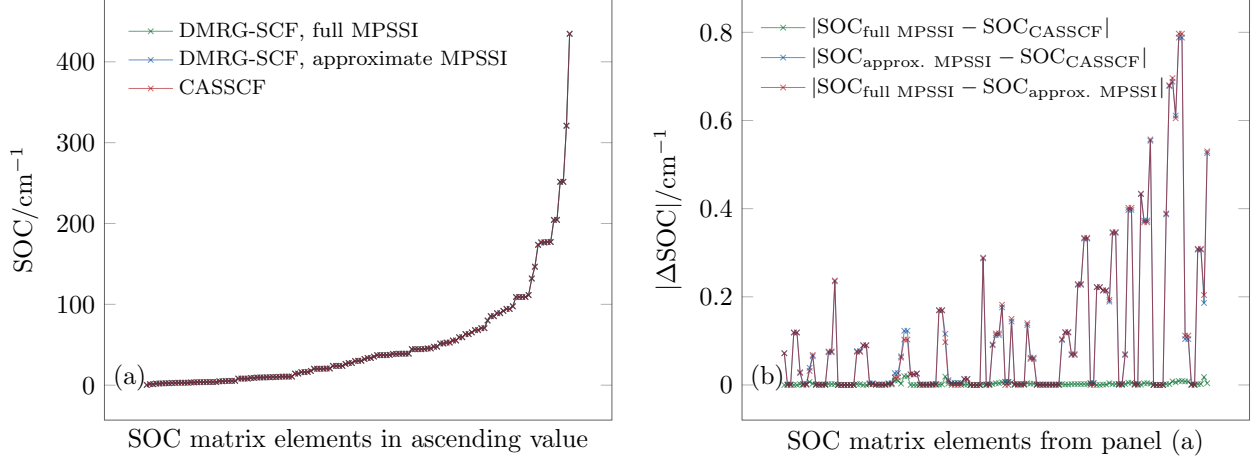 DMRG-SCF, full MPSSI
DMRG-SCF, approximate MPSSI
CASSCF
400
300
200
100
0
SOC/cm⁻¹
(a)
SOC matrix elements in ascending value
|SOC_full MPSSI − SOC_CASSCF|
|SOC_approx. MPSSI − SOC_CASSCF|
|SOC_full MPSSI − SOC_approx. MPSSI|
0.8
0.6
0.4
0.2
0
|ΔSOC|/cm⁻¹
(b)
SOC matrix elements from panel (a)